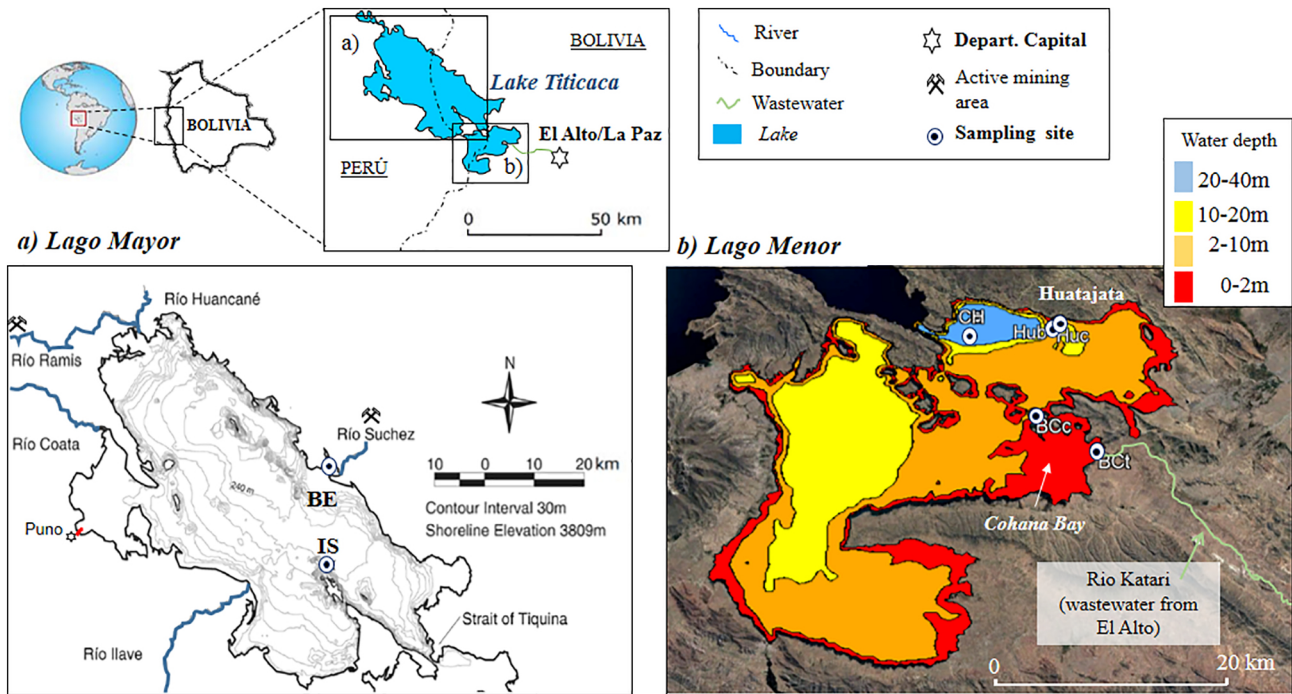 BOLIVIA
a)
BOLIVIA
Lake Titicaca
El Alto/La Paz
PERÚ
b)
0 50 km
River
Boundary
Wastewater
Lake
Depart. Capital
Active mining
area
Sampling site
Water depth
20-40m
10-20m
2-10m
0-2m
a) Lago Mayor
Río Huancané
Río Ramis
Río Coata
Puno
Río Ilave
240 m
BE
IS
Río Suchez
N
10 0 10 20 km
Contour Interval 30m
Shoreline Elevation 3809m
Strait of Tiquina
b) Lago Menor
Huatajata
CH
Hub
Huc
BCc
BCt
Cohana Bay
Rio Katari
(wastewater from
El Alto)
0 20 km